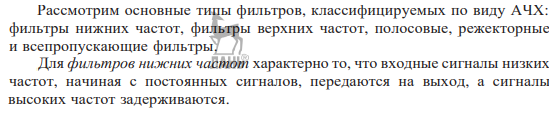 Рассмотрим основные типы фильтров, классифицируемых по виду АЧХ:
фильтры нижних частот, фильтры верхних частот, полосовые, режекторные
и всепропускающие фильтры.
Для фильтров нижних частот характерно то, что входные сигналы низких
частот, начиная с постоянных сигналов, передаются на выход, а сигналы
высоких частот задерживаются.